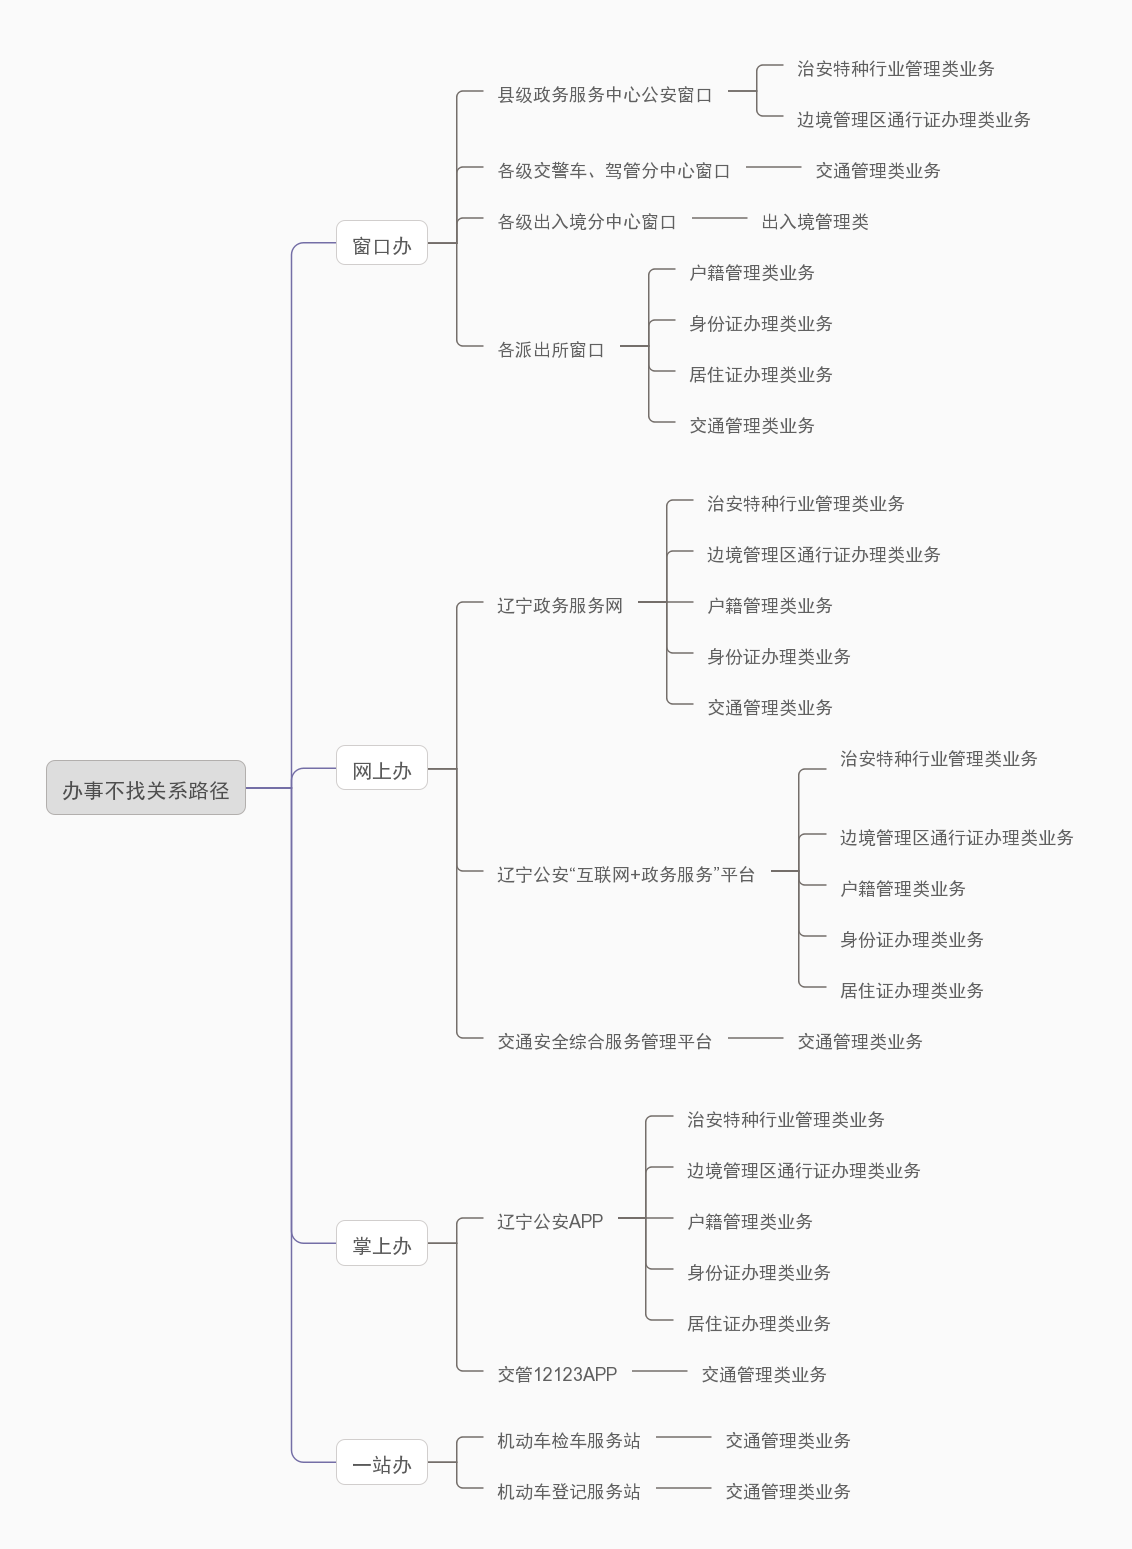 办事不找关系路径
窗口办
县级政务服务中心公安窗口
治安特种行业管理类业务
边境管理区通行证办理类业务
各级交警车、驾管分中心窗口
交通管理类业务
各级出入境分中心窗口
出入境管理类
各派出所窗口
户籍管理类业务
身份证办理类业务
居住证办理类业务
交通管理类业务
网上办
辽宁政务服务网
治安特种行业管理类业务
边境管理区通行证办理类业务
户籍管理类业务
身份证办理类业务
交通管理类业务
辽宁公安“互联网+政务服务”平台
治安特种行业管理类业务
边境管理区通行证办理类业务
户籍管理类业务
身份证办理类业务
居住证办理类业务
交通安全综合服务管理平台
交通管理类业务
掌上办
辽宁公安APP
治安特种行业管理类业务
边境管理区通行证办理类业务
户籍管理类业务
身份证办理类业务
居住证办理类业务
交管12123APP
交通管理类业务
一站办
机动车检车服务站
交通管理类业务
机动车登记服务站
交通管理类业务